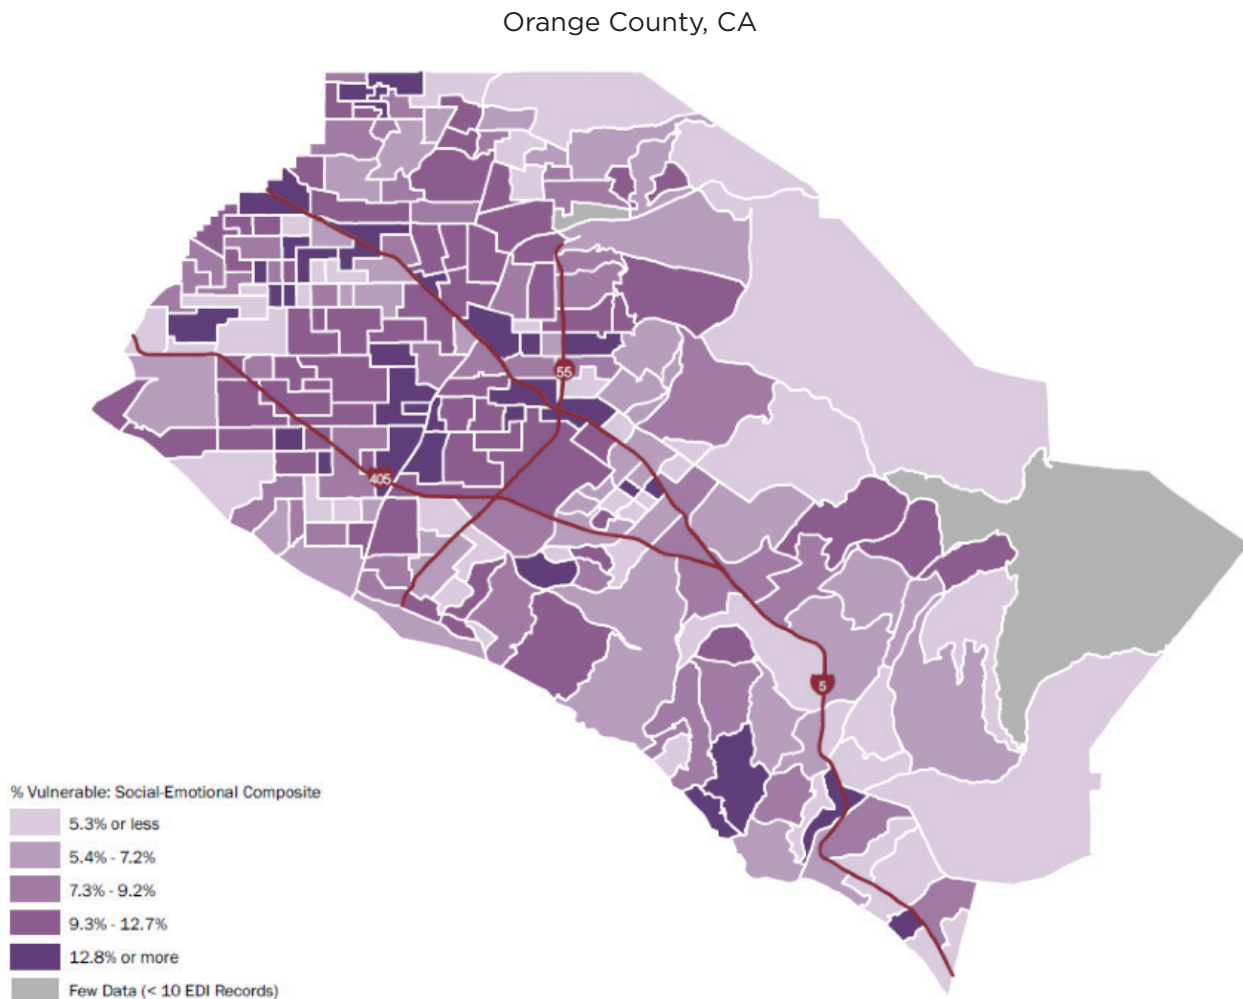 Orange County, CA
55
405
5
% Vulnerable: Social-Emotional Composite
5.3% or less
5.4% - 7.2%
7.3% - 9.2%
9.3% - 12.7%
12.8% or more
Few Data (< 10 EDI Records)